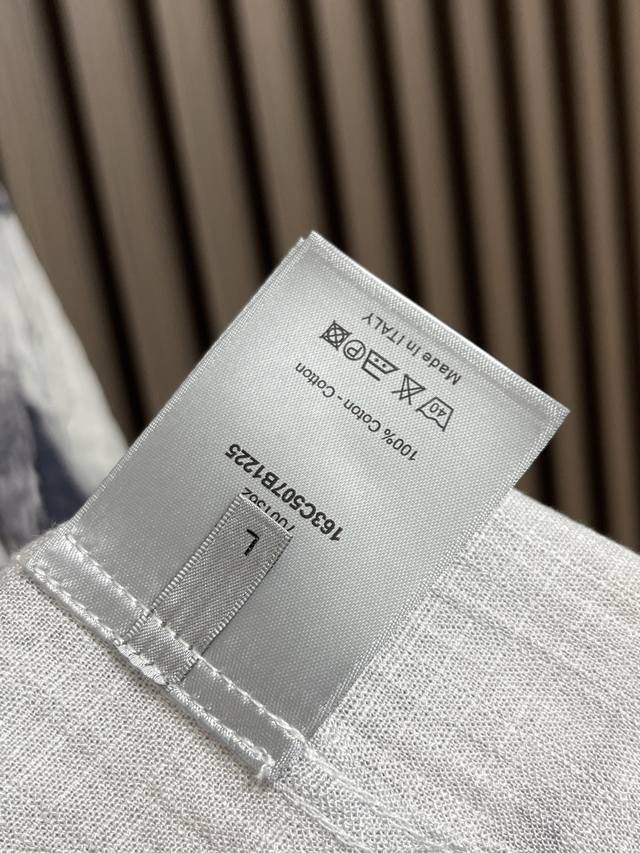 L
163C507B1225
100% Coton - Cotton
40 P
Made In ITALY